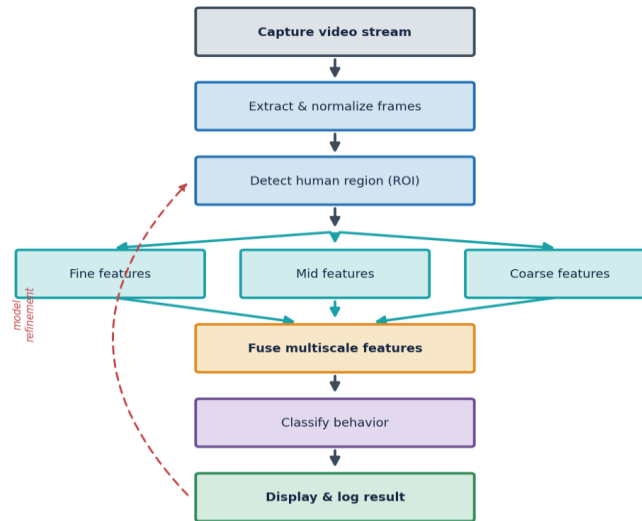 Capture video stream
Extract & normalize frames
Detect human region (ROI)
Fine features
Mid features
Coarse features
model
refinement
Fuse multiscale features
Classify behavior
Display & log result